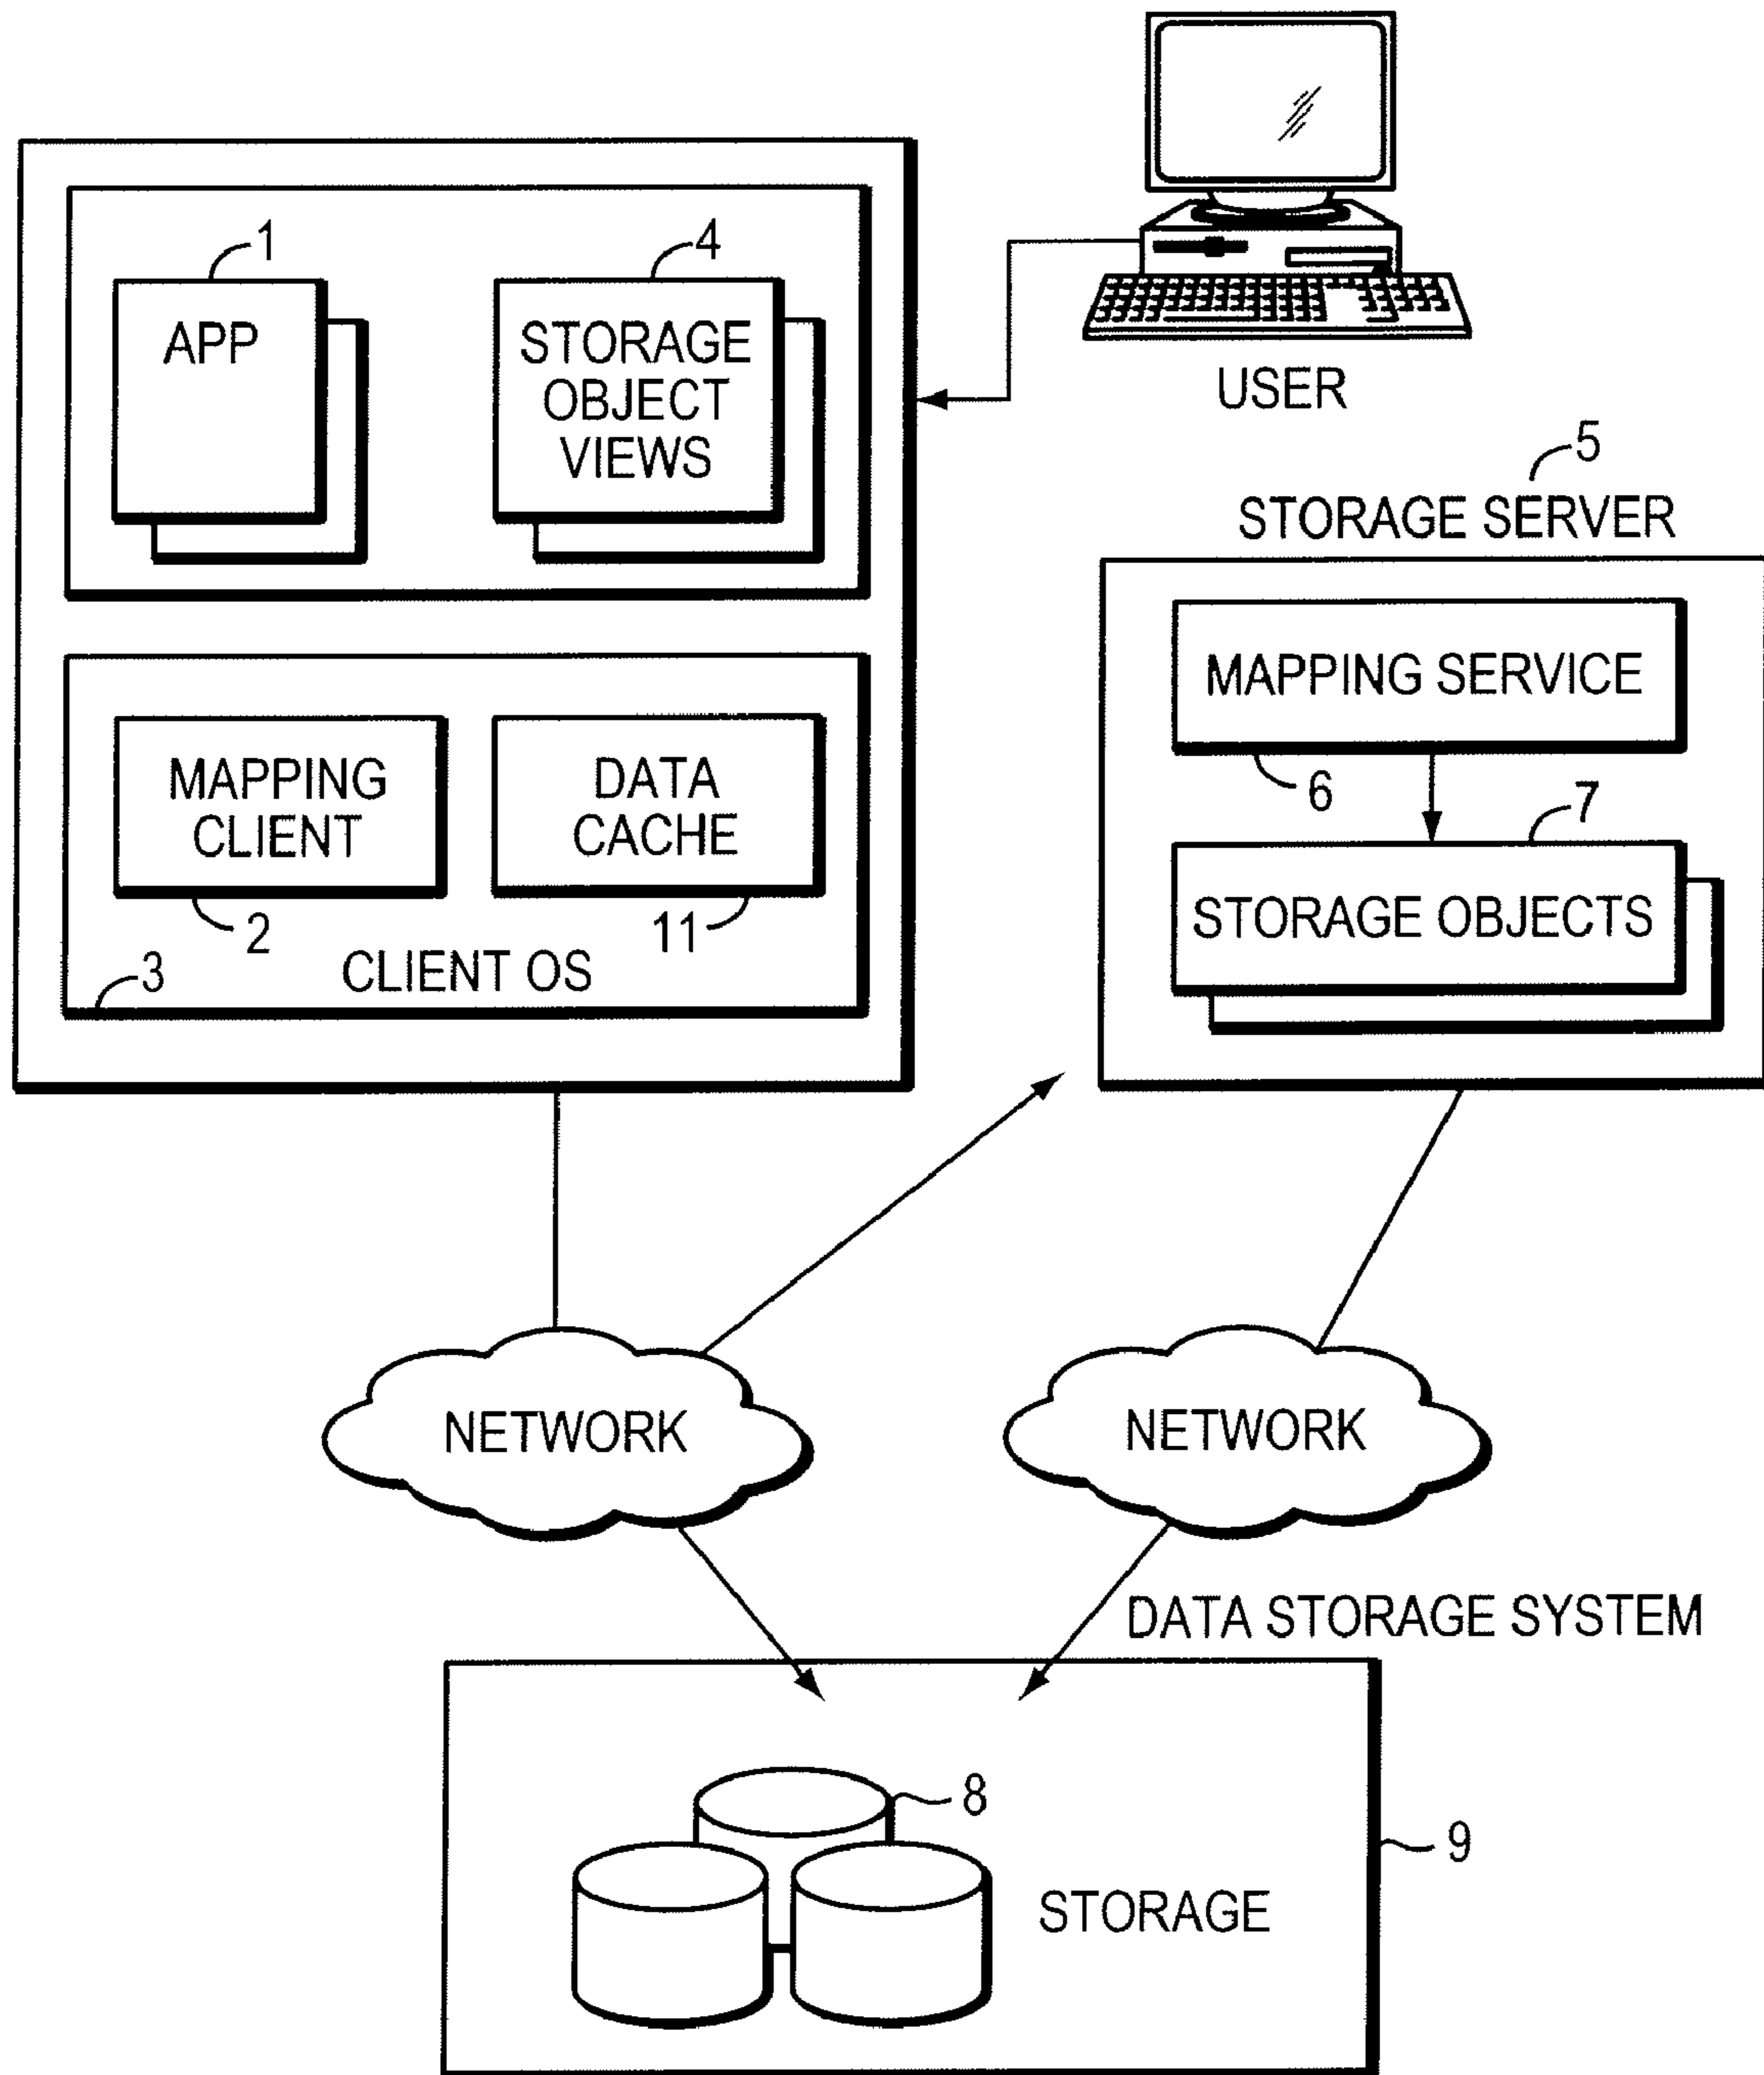 1
4
APP
STORAGE
OBJECT
VIEWS
USER
5
STORAGE SERVER
MAPPING SERVICE
6
7
STORAGE OBJECTS
MAPPING
CLIENT
DATA
CACHE
2
11
3
CLIENT OS
NETWORK
NETWORK
DATA STORAGE SYSTEM
8
9
STORAGE